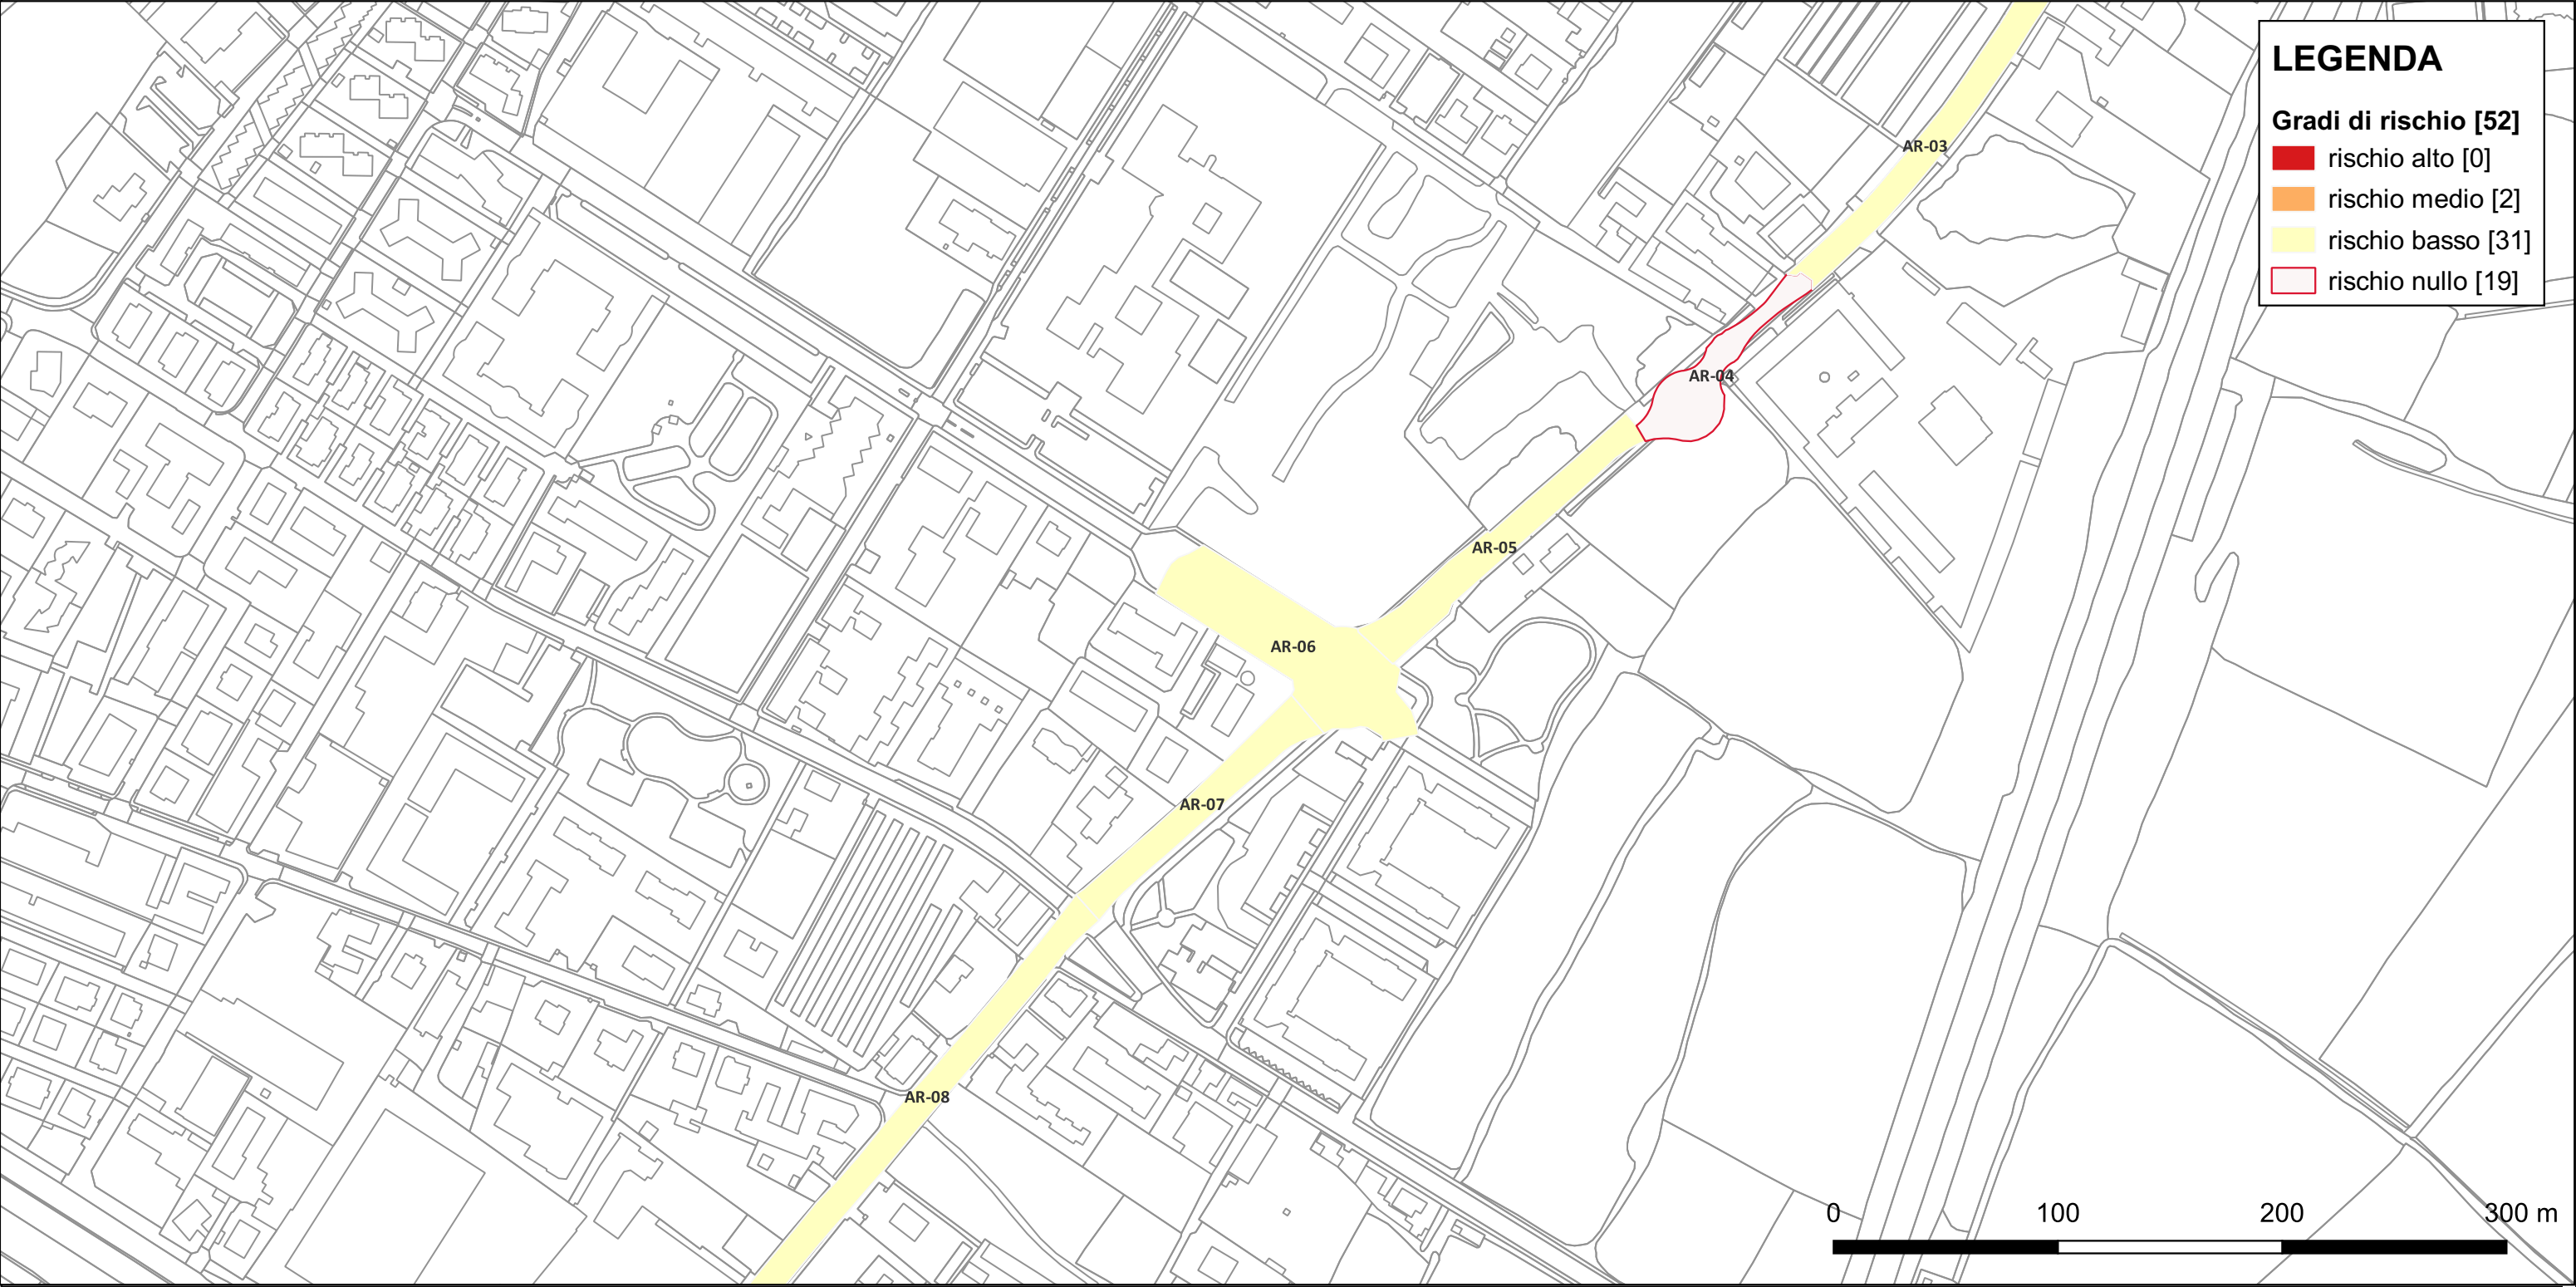 LEGENDA
Gradi di rischio [52]
rischio alto [0]
rischio medio [2]
rischio basso [31]
rischio nullo [19]
AR-03
AR-04
AR-05
AR-06
AR-07
AR-08
0 100 200 300 m